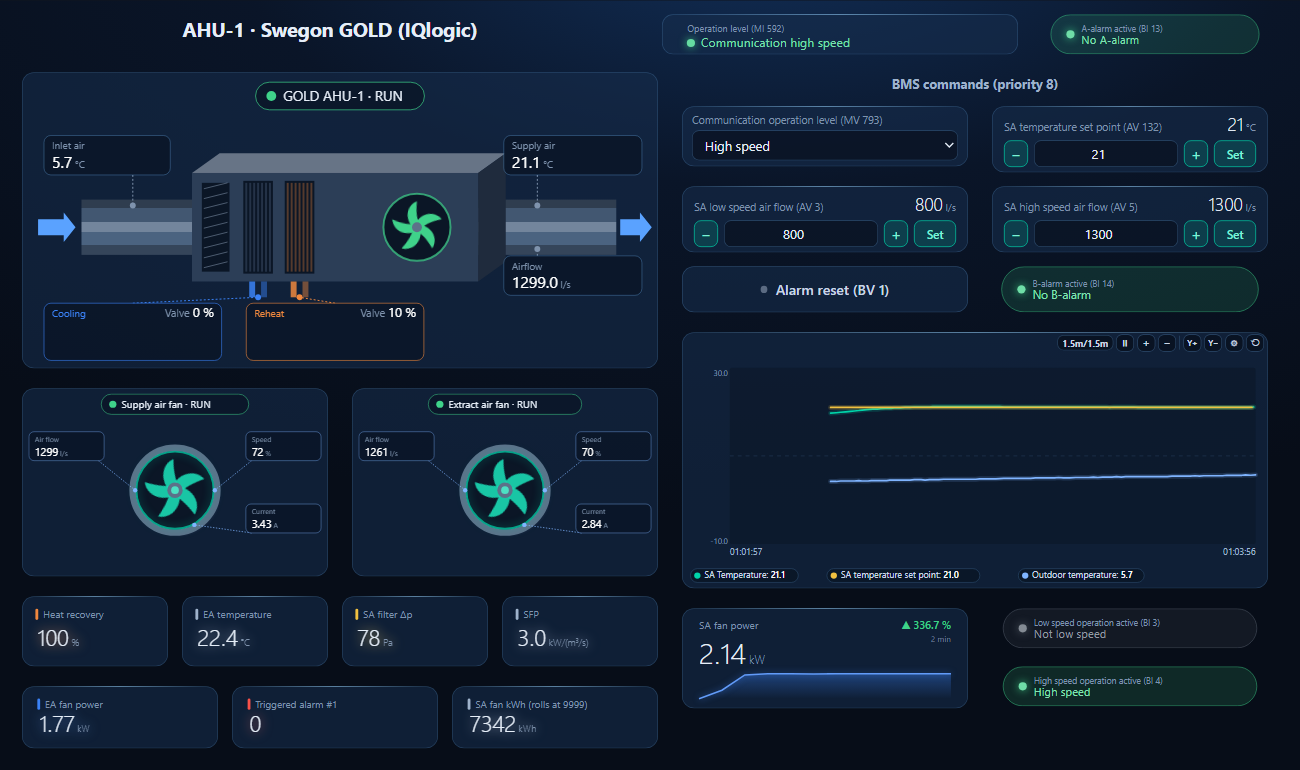 AHU-1 · Swegon GOLD (IQlogic)
Operation level (MI 592)
Communication high speed
A-alarm active (BI 13)
No A-alarm
GOLD AHU-1 · RUN
Inlet air
5.7 °C
Supply air
21.1 °C
Airflow
1299.0 l/s
Cooling Valve 0 %
Reheat Valve 10 %
BMS commands (priority 8)
Communication operation level (MV 793)
High speed
SA temperature set point (AV 132) 21 °C
− 21 + Set
SA low speed air flow (AV 3) 800 l/s
− 800 + Set
SA high speed air flow (AV 5) 1300 l/s
− 1300 + Set
Alarm reset (BV 1)
B-alarm active (BI 14)
No B-alarm
1.5m/1.5m + − Y+ Y−
30.0
-10.0
01:01:57 01:03:56
SA Temperature: 21.1 SA temperature set point: 21.0 Outdoor temperature: 5.7
Supply air fan · RUN
Air flow
1299 l/s
Speed
72 %
Current
3.43 A
Extract air fan · RUN
Air flow
1261 l/s
Speed
70 %
Current
2.84 A
Heat recovery
100 %
EA temperature
22.4 °C
SA filter Δp
78 Pa
SFP
3.0 kW/(m³/s)
EA fan power
1.77 kW
Triggered alarm #1
0
SA fan kWh (rolls at 9999)
7342 kWh
SA fan power ▲ 336.7 %
2 min
2.14 kW
Low speed operation active (BI 3)
Not low speed
High speed operation active (BI 4)
High speed